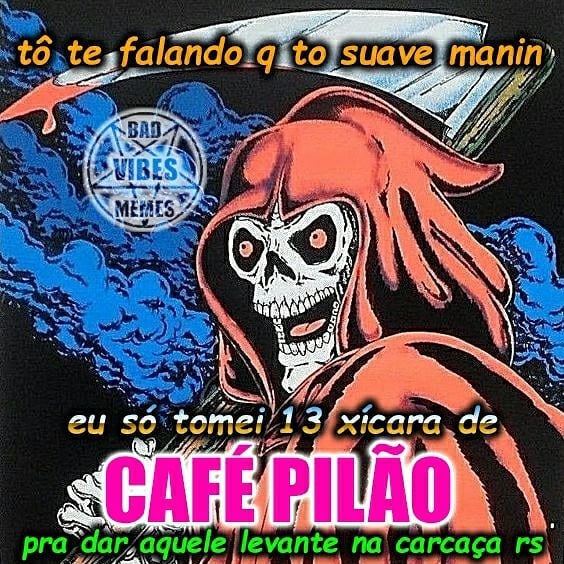 tô te falando q to suave manin
BAD
VIBES
MEMES
eu só tomei 13 xícara de
CAFÉ PILÃO
pra dar aquele levante na carcaça rs